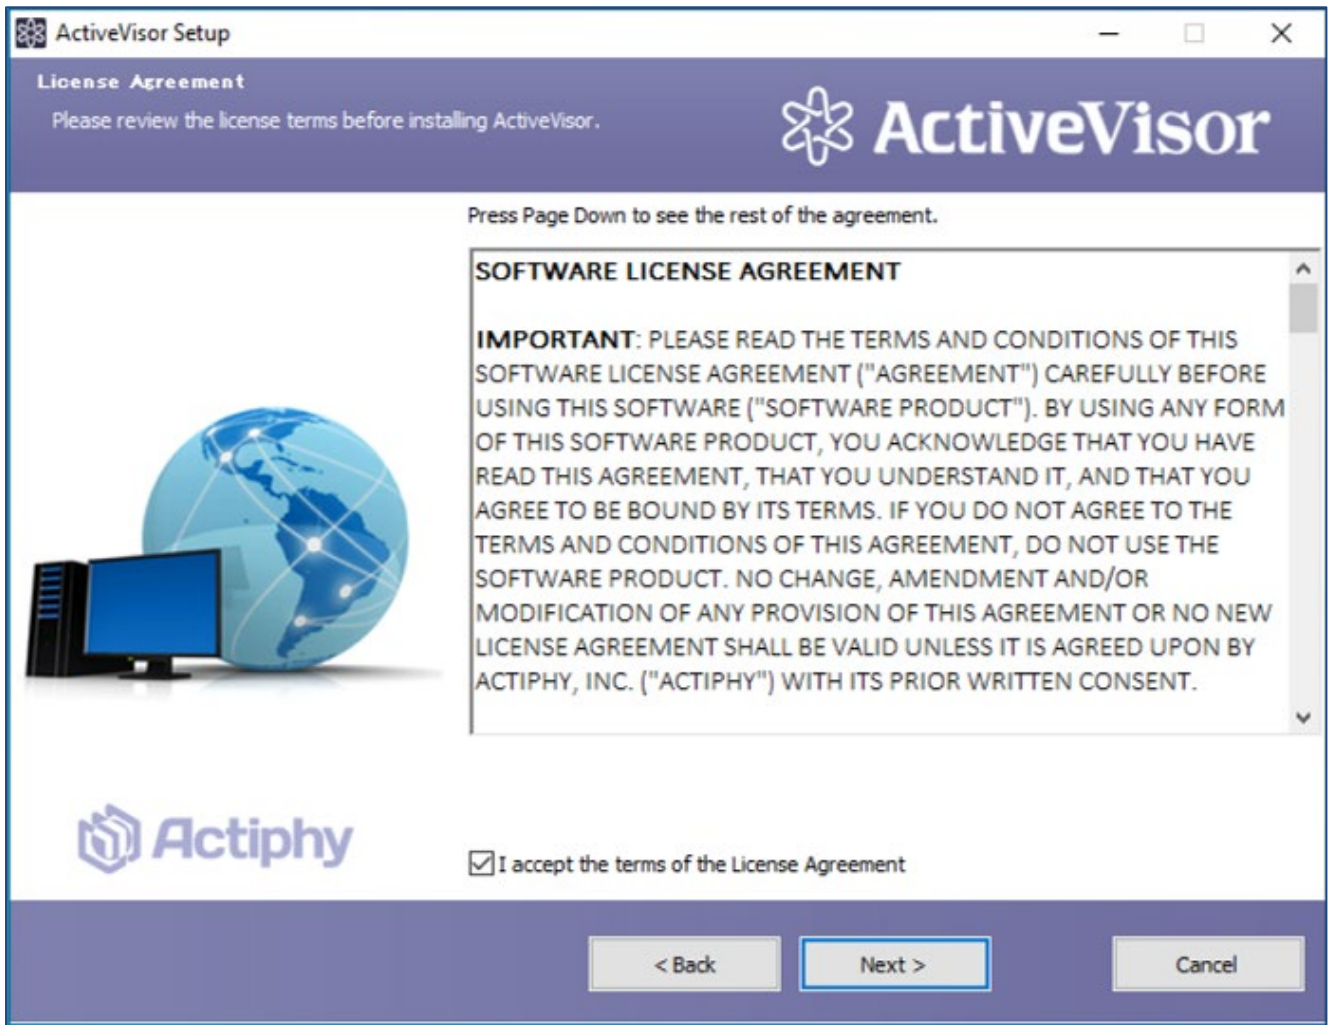 ActiveVisor Setup
License Agreement
Please review the license terms before installing ActiveVisor.
ActiveVisor
Press Page Down to see the rest of the agreement.
SOFTWARE LICENSE AGREEMENT
IMPORTANT: PLEASE READ THE TERMS AND CONDITIONS OF THIS
SOFTWARE LICENSE AGREEMENT ("AGREEMENT") CAREFULLY BEFORE
USING THIS SOFTWARE ("SOFTWARE PRODUCT"). BY USING ANY FORM
OF THIS SOFTWARE PRODUCT, YOU ACKNOWLEDGE THAT YOU HAVE
READ THIS AGREEMENT, THAT YOU UNDERSTAND IT, AND THAT YOU
AGREE TO BE BOUND BY ITS TERMS. IF YOU DO NOT AGREE TO THE
TERMS AND CONDITIONS OF THIS AGREEMENT, DO NOT USE THE
SOFTWARE PRODUCT. NO CHANGE, AMENDMENT AND/OR
MODIFICATION OF ANY PROVISION OF THIS AGREEMENT OR NO NEW
LICENSE AGREEMENT SHALL BE VALID UNLESS IT IS AGREED UPON BY
ACTIPHY, INC. ("ACTIPHY") WITH ITS PRIOR WRITTEN CONSENT.
Actiphy
I accept the terms of the License Agreement
< Back
Next >
Cancel